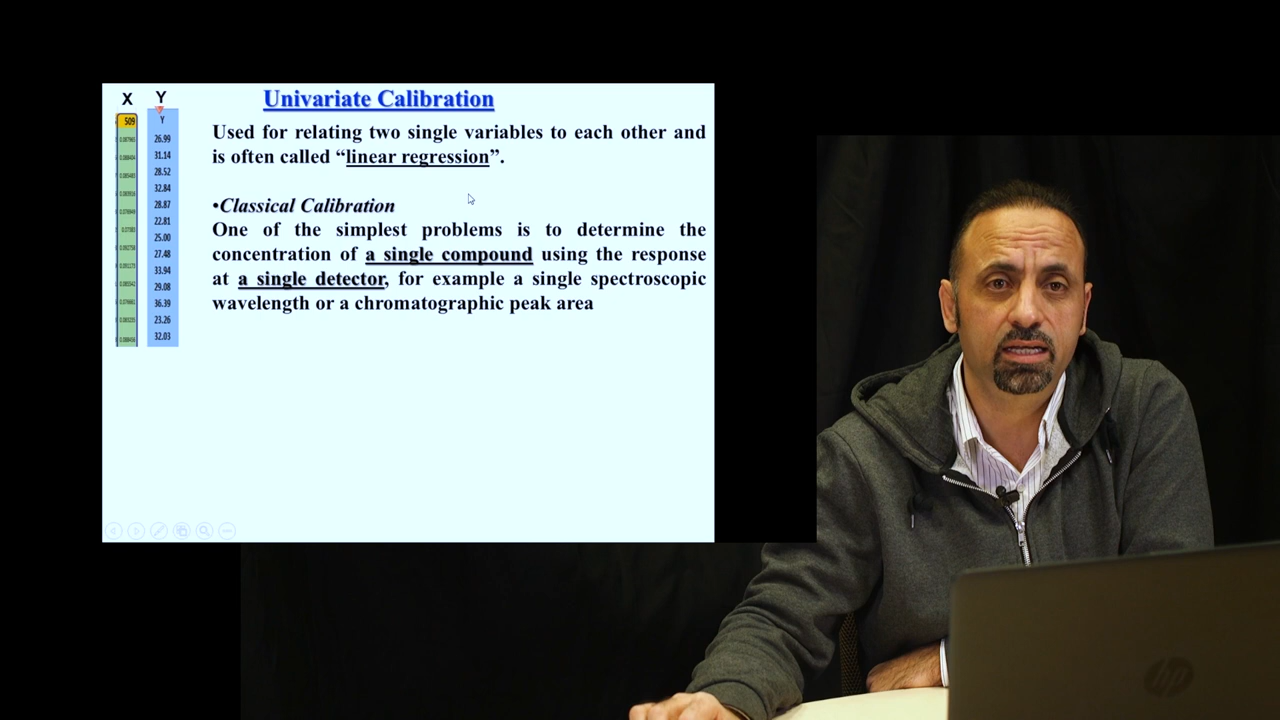 X Y
Univariate Calibration
509 Y
Used for relating two single variables to each other and
is often called “linear regression”.
26.99
31.14
28.52
32.84
28.87
22.81
25.00
27.48
33.94
29.08
36.39
23.26
32.03
•Classical Calibration
One of the simplest problems is to determine the
concentration of a single compound using the response
at a single detector, for example a single spectroscopic
wavelength or a chromatographic peak area
hp